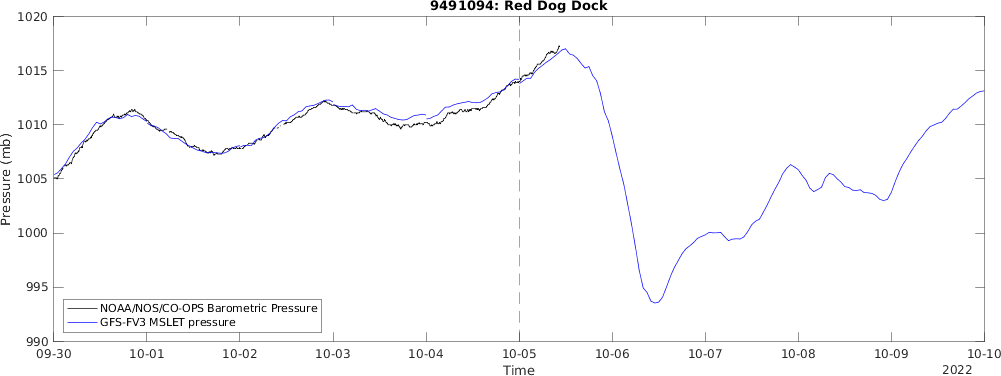 9491094: Red Dog Dock
1020
1015
1010
1005
1000
995
990
Pressure (mb)
NOAA/NOS/CO-OPS Barometric Pressure
GFS-FV3 MSLET pressure
09-30 10-01 10-02 10-03 10-04 10-05 10-06 10-07 10-08 10-09 10-10
Time
2022